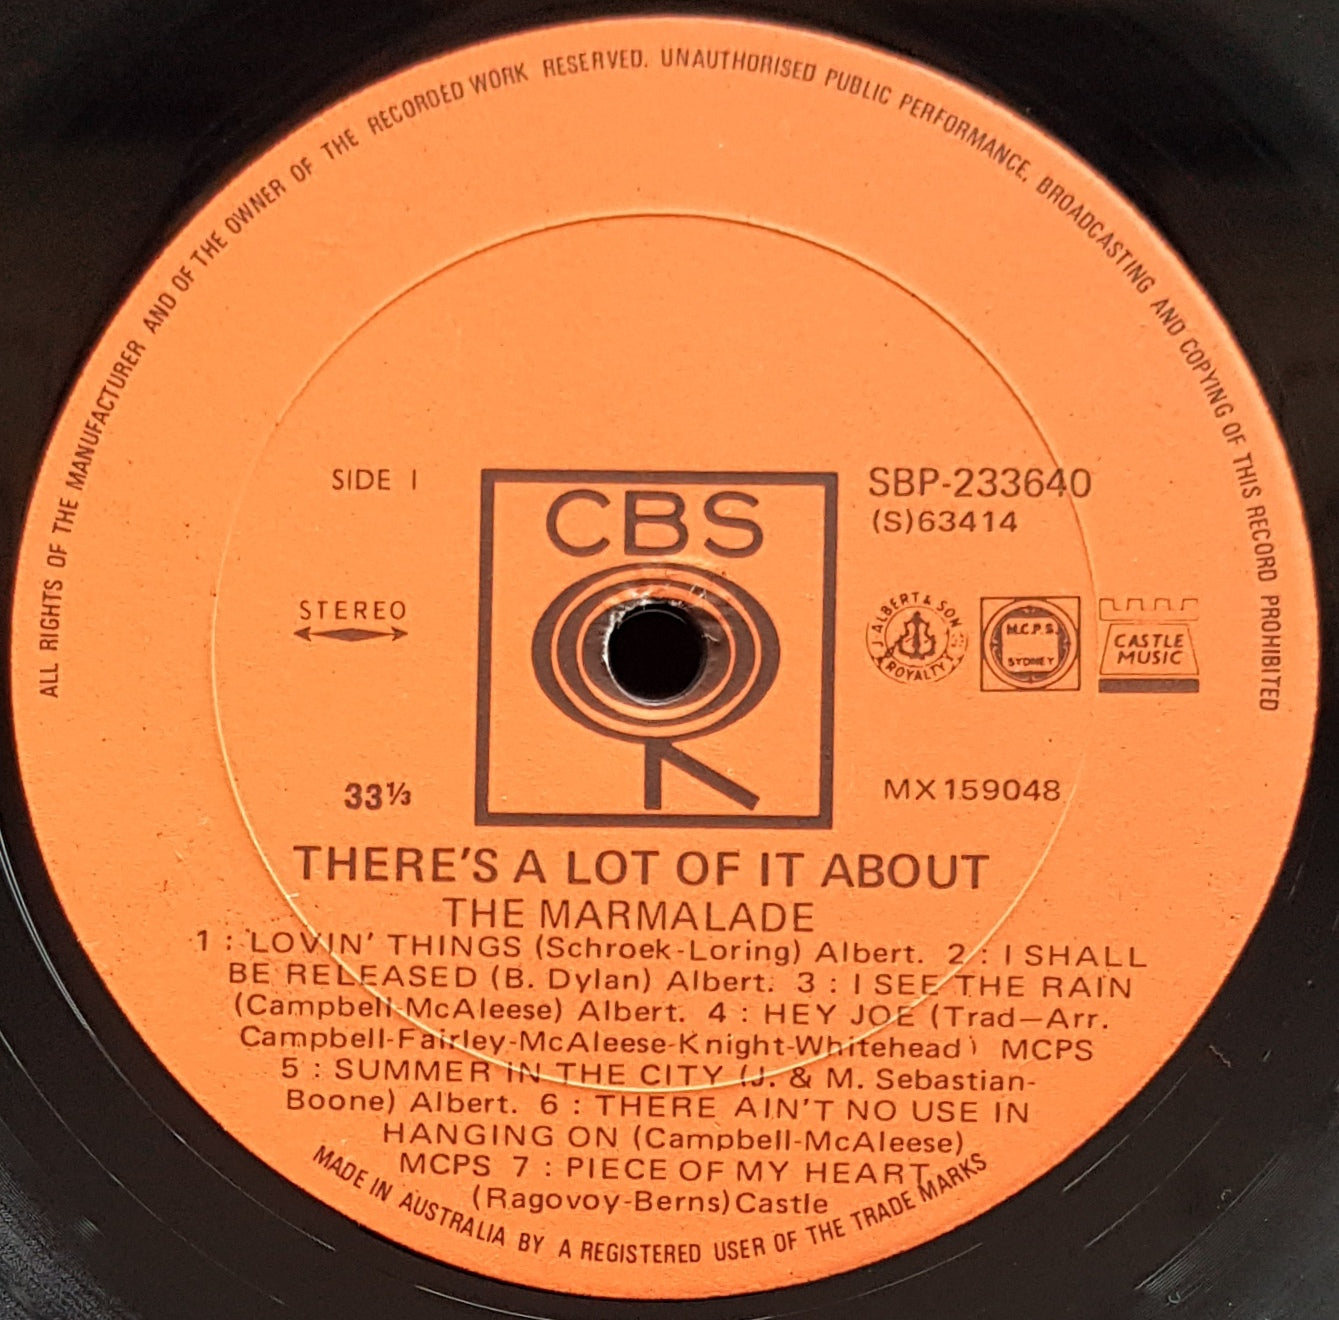 ALL RIGHTS OF THE MANUFACTURER AND OF THE OWNER OF THE RECORDED WORK RESERVED. UNAUTHORISED PUBLIC PERFORMANCE, BROADCASTING AND COPYING OF THIS RECORD PROHIBITED
SIDE 1
CBS
SBP-233640
(S)63414
STEREO
J. ALBERT & SON
ROYALTY
M.C.P.S.
SYDNEY
CASTLE
MUSIC
33⅓
MX159048
THERE'S A LOT OF IT ABOUT
THE MARMALADE
1 : LOVIN' THINGS (Schroek-Loring) Albert. 2 : I SHALL
BE RELEASED (B. Dylan) Albert. 3 : I SEE THE RAIN
(Campbell-McAleese) Albert. 4 : HEY JOE (Trad—Arr.
Campbell-Fairley-McAleese-Knight-Whitehead) MCPS
5 : SUMMER IN THE CITY (J. & M. Sebastian-
Boone) Albert. 6 : THERE AIN'T NO USE IN
HANGING ON (Campbell-McAleese)
MCPS 7 : PIECE OF MY HEART
(Ragovoy-Berns) Castle
MADE IN AUSTRALIA BY A REGISTERED USER OF THE TRADE MARKS